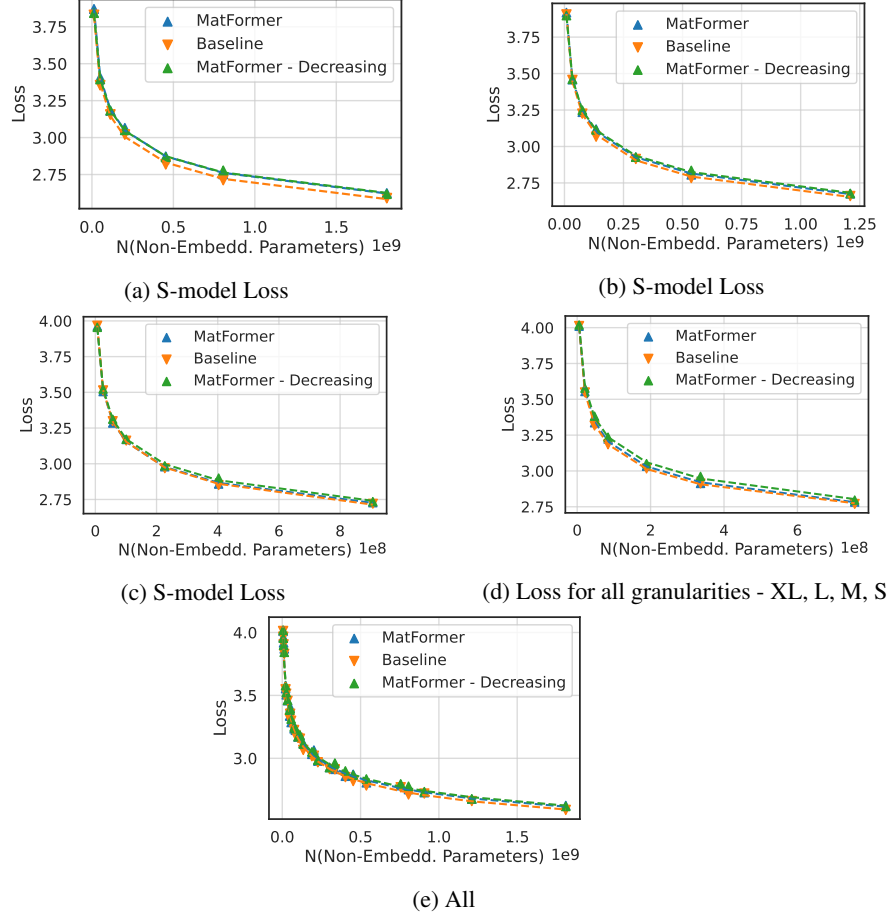 3.75
3.50
3.25
3.00
2.75
Loss
MatFormer
Baseline
MatFormer - Decreasing
0.0 0.5 1.0 1.5
N(Non-Embedd. Parameters) 1e9
(a) S-model Loss
3.75
3.50
3.25
3.00
2.75
Loss
MatFormer
Baseline
MatFormer - Decreasing
0.00 0.25 0.50 0.75 1.00 1.25
N(Non-Embedd. Parameters) 1e9
(b) S-model Loss
4.00
3.75
3.50
3.25
3.00
2.75
Loss
MatFormer
Baseline
MatFormer - Decreasing
0 2 4 6 8
N(Non-Embedd. Parameters) 1e8
(c) S-model Loss
4.00
3.75
3.50
3.25
3.00
2.75
Loss
MatFormer
Baseline
MatFormer - Decreasing
0 2 4 6
N(Non-Embedd. Parameters) 1e8
(d) Loss for all granularities - XL, L, M, S
4.0
3.5
3.0
Loss
MatFormer
Baseline
MatFormer - Decreasing
0.0 0.5 1.0 1.5
N(Non-Embedd. Parameters) 1e9
(e) All